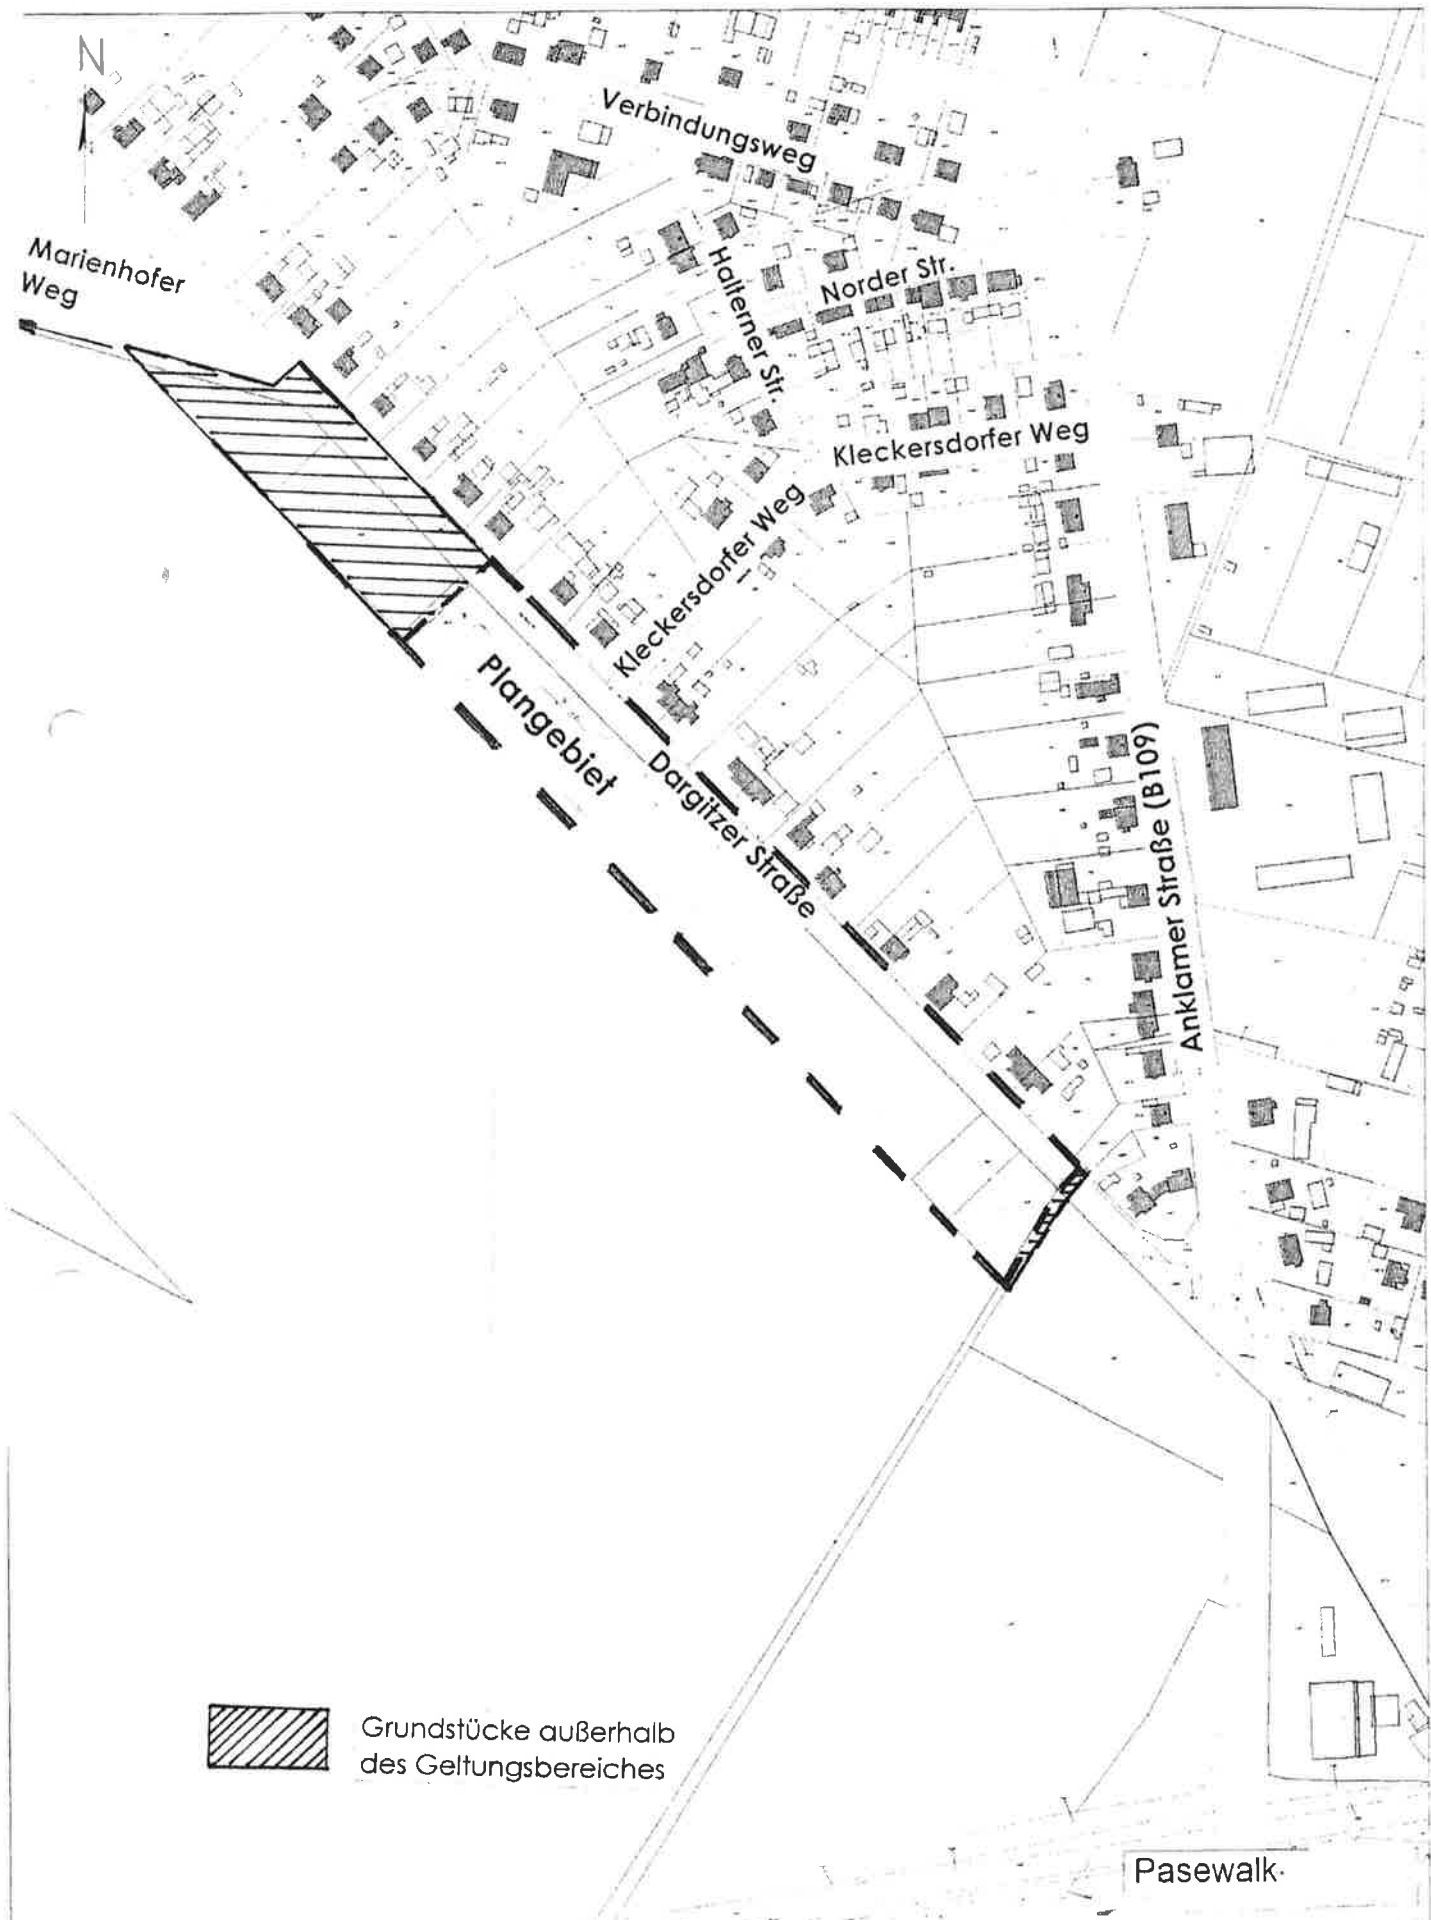 N
Verbindungsweg
Marienhofer
Weg
Halterner Str.
Norder Str.
Kleckersdorfer Weg
Kleckersdorfer Weg
Plangebiet
Dargitzer Straße
Anklamer Straße (B109)
Grundstücke außerhalb
des Geltungsbereiches
Pasewalk